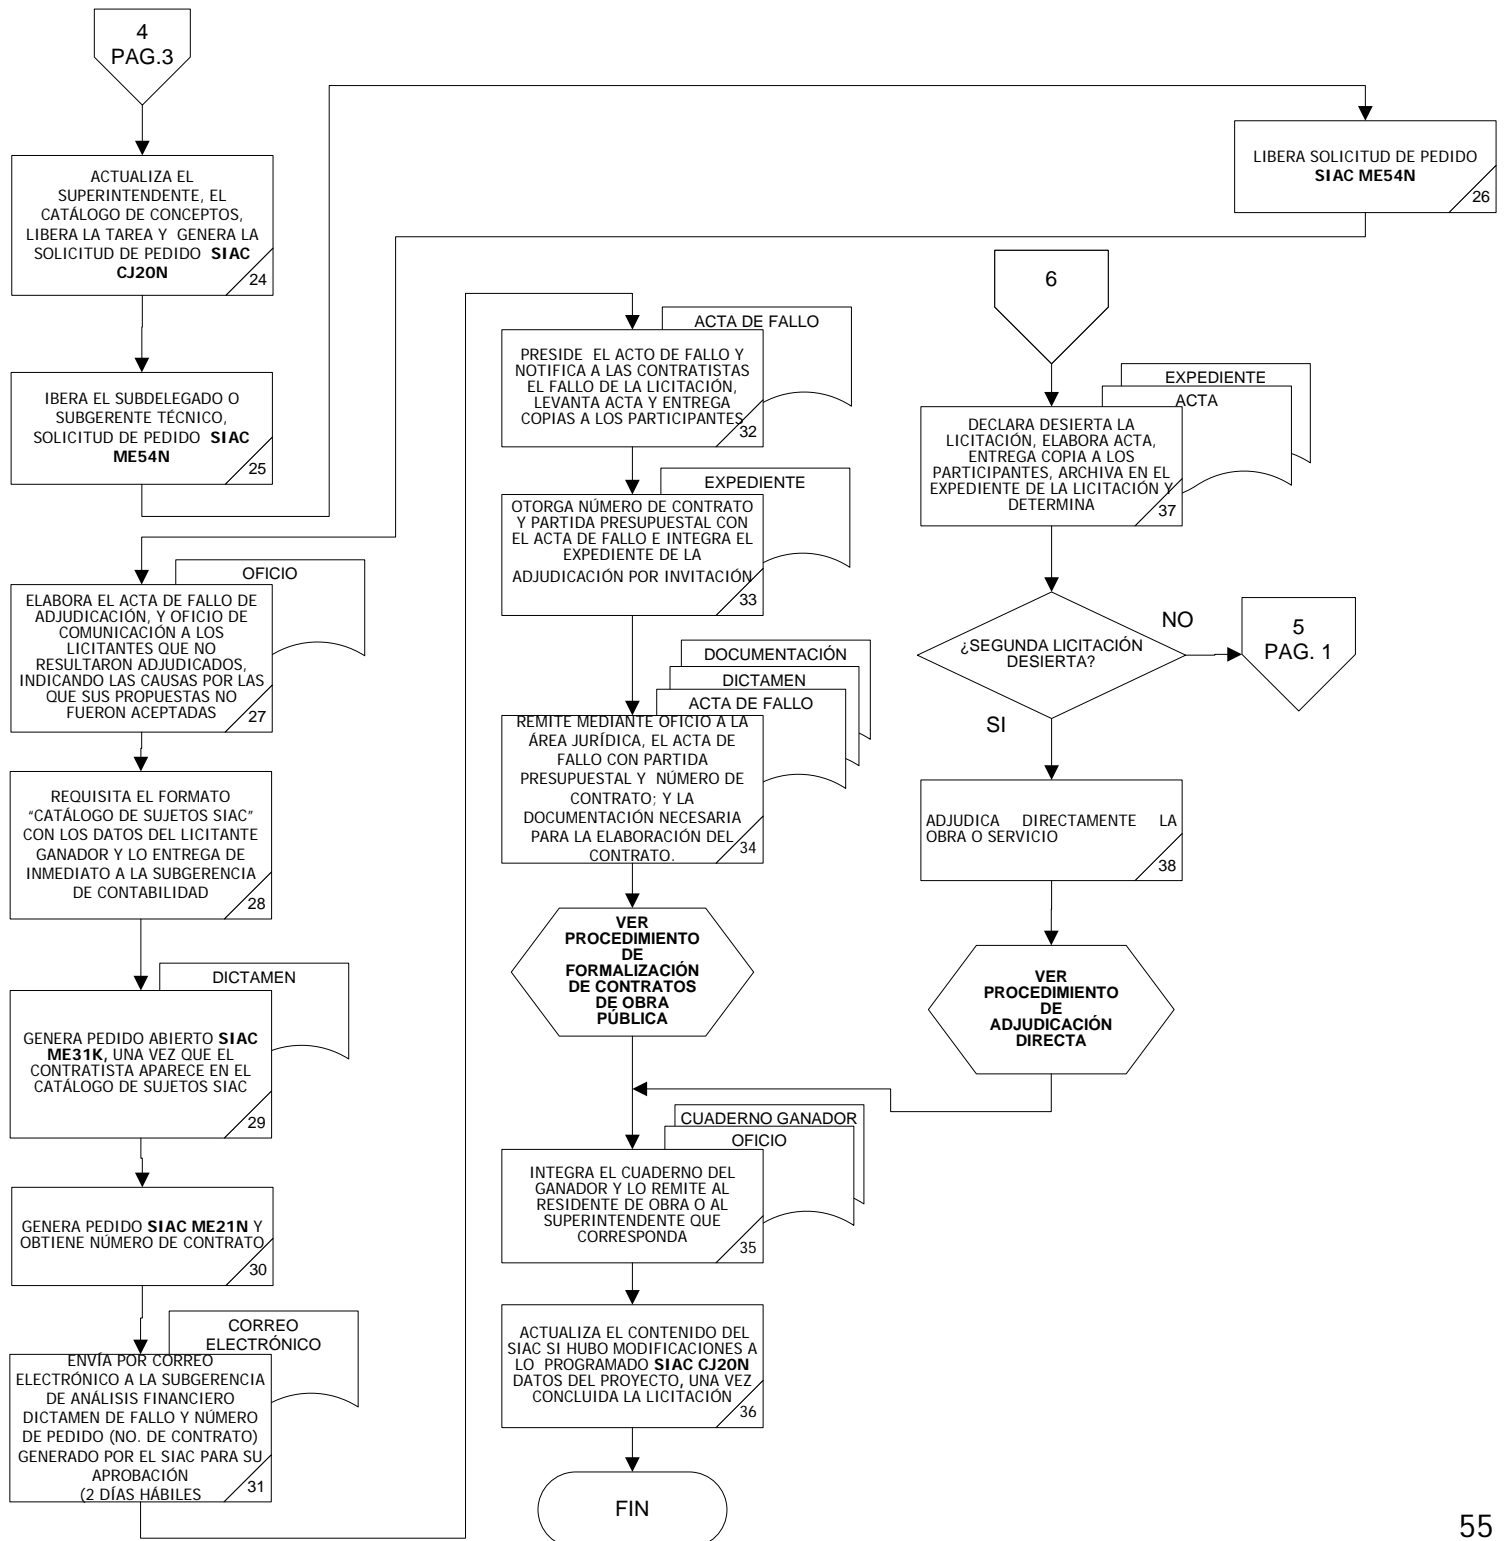 4
PAG.3
ACTUALIZA EL
SUPERINTENDENTE, EL
CATÁLOGO DE CONCEPTOS,
LIBERA LA TAREA Y GENERA LA
SOLICITUD DE PEDIDO SIAC
CJ20N
24
IBERA EL SUBDELEGADO O
SUBGERENTE TÉCNICO,
SOLICITUD DE PEDIDO SIAC
ME54N
25
LIBERA SOLICITUD DE PEDIDO
SIAC ME54N
26
OFICIO
ELABORA EL ACTA DE FALLO DE
ADJUDICACIÓN, Y OFICIO DE
COMUNICACIÓN A LOS
LICITANTES QUE NO
RESULTARON ADJUDICADOS,
INDICANDO LAS CAUSAS POR LAS
QUE SUS PROPUESTAS NO
FUERON ACEPTADAS
27
REQUISITA EL FORMATO
“CATÁLOGO DE SUJETOS SIAC”
CON LOS DATOS DEL LICITANTE
GANADOR Y LO ENTREGA DE
INMEDIATO A LA SUBGERENCIA
DE CONTABILIDAD
28
DICTAMEN
GENERA PEDIDO ABIERTO SIAC
ME31K, UNA VEZ QUE EL
CONTRATISTA APARECE EN EL
CATÁLOGO DE SUJETOS SIAC
29
GENERA PEDIDO SIAC ME21N Y
OBTIENE NÚMERO DE CONTRATO
30
CORREO
ELECTRÓNICO
ENVÍA POR CORREO
ELECTRÓNICO A LA SUBGERENCIA
DE ANÁLISIS FINANCIERO
DICTAMEN DE FALLO Y NÚMERO
DE PEDIDO (NO. DE CONTRATO)
GENERADO POR EL SIAC PARA SU
APROBACIÓN
(2 DÍAS HÁBILES
31
ACTA DE FALLO
PRESIDE EL ACTO DE FALLO Y
NOTIFICA A LAS CONTRATISTAS
EL FALLO DE LA LICITACIÓN,
LEVANTA ACTA Y ENTREGA
COPIAS A LOS PARTICIPANTES
32
EXPEDIENTE
OTORGA NÚMERO DE CONTRATO
Y PARTIDA PRESUPUESTAL CON
EL ACTA DE FALLO E INTEGRA EL
EXPEDIENTE DE LA
ADJUDICACIÓN POR INVITACIÓN
33
DOCUMENTACIÓN
DICTAMEN
ACTA DE FALLO
REMITE MEDIANTE OFICIO A LA
ÁREA JURÍDICA, EL ACTA DE
FALLO CON PARTIDA
PRESUPUESTAL Y NÚMERO DE
CONTRATO; Y LA
DOCUMENTACIÓN NECESARIA
PARA LA ELABORACIÓN DEL
CONTRATO.
34
VER
PROCEDIMIENTO
DE
FORMALIZACIÓN
DE CONTRATOS
DE OBRA
PÚBLICA
CUADERNO GANADOR
OFICIO
INTEGRA EL CUADERNO DEL
GANADOR Y LO REMITE AL
RESIDENTE DE OBRA O AL
SUPERINTENDENTE QUE
CORRESPONDA
35
ACTUALIZA EL CONTENIDO DEL
SIAC SI HUBO MODIFICACIONES A
LO PROGRAMADO SIAC CJ20N
DATOS DEL PROYECTO, UNA VEZ
CONCLUIDA LA LICITACIÓN
36
FIN
6
EXPEDIENTE
ACTA
DECLARA DESIERTA LA
LICITACIÓN, ELABORA ACTA,
ENTREGA COPIA A LOS
PARTICIPANTES, ARCHIVA EN EL
EXPEDIENTE DE LA LICITACIÓN Y
DETERMINA
37
¿SEGUNDA LICITACIÓN
DESIERTA?
NO
5
PAG. 1
SI
ADJUDICA DIRECTAMENTE LA
OBRA O SERVICIO
38
VER
PROCEDIMIENTO
DE
ADJUDICACIÓN
DIRECTA
55